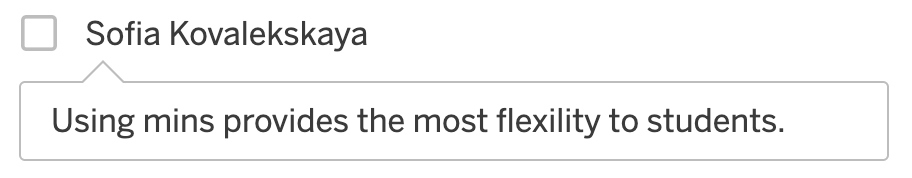 Sofia Kovalekskaya
Using mins provides the most flexility to students.